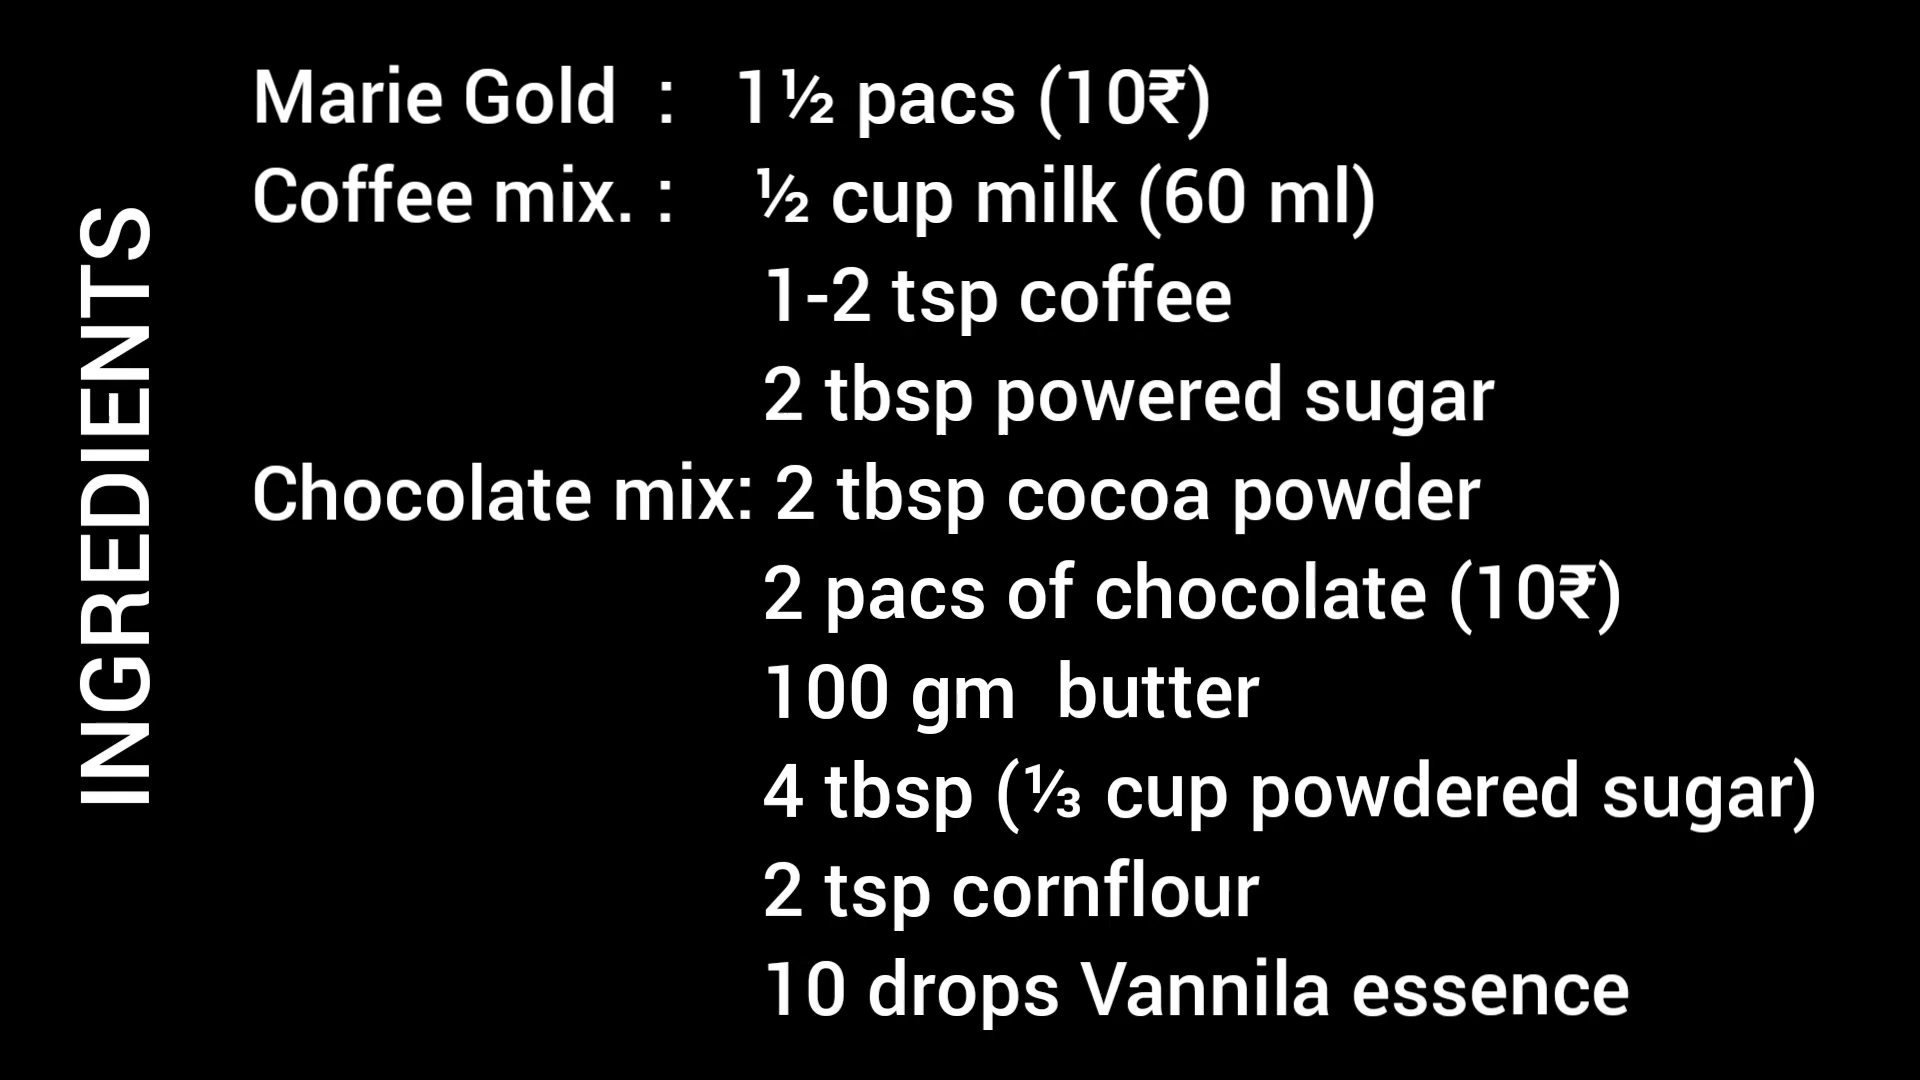 INGREDIENTS
Marie Gold : 1½ pacs (10₹)
Coffee mix. : ½ cup milk (60 ml)
1-2 tsp coffee
2 tbsp powered sugar
Chocolate mix: 2 tbsp cocoa powder
2 pacs of chocolate (10₹)
100 gm butter
4 tbsp (⅓ cup powdered sugar)
2 tsp cornflour
10 drops Vannila essence